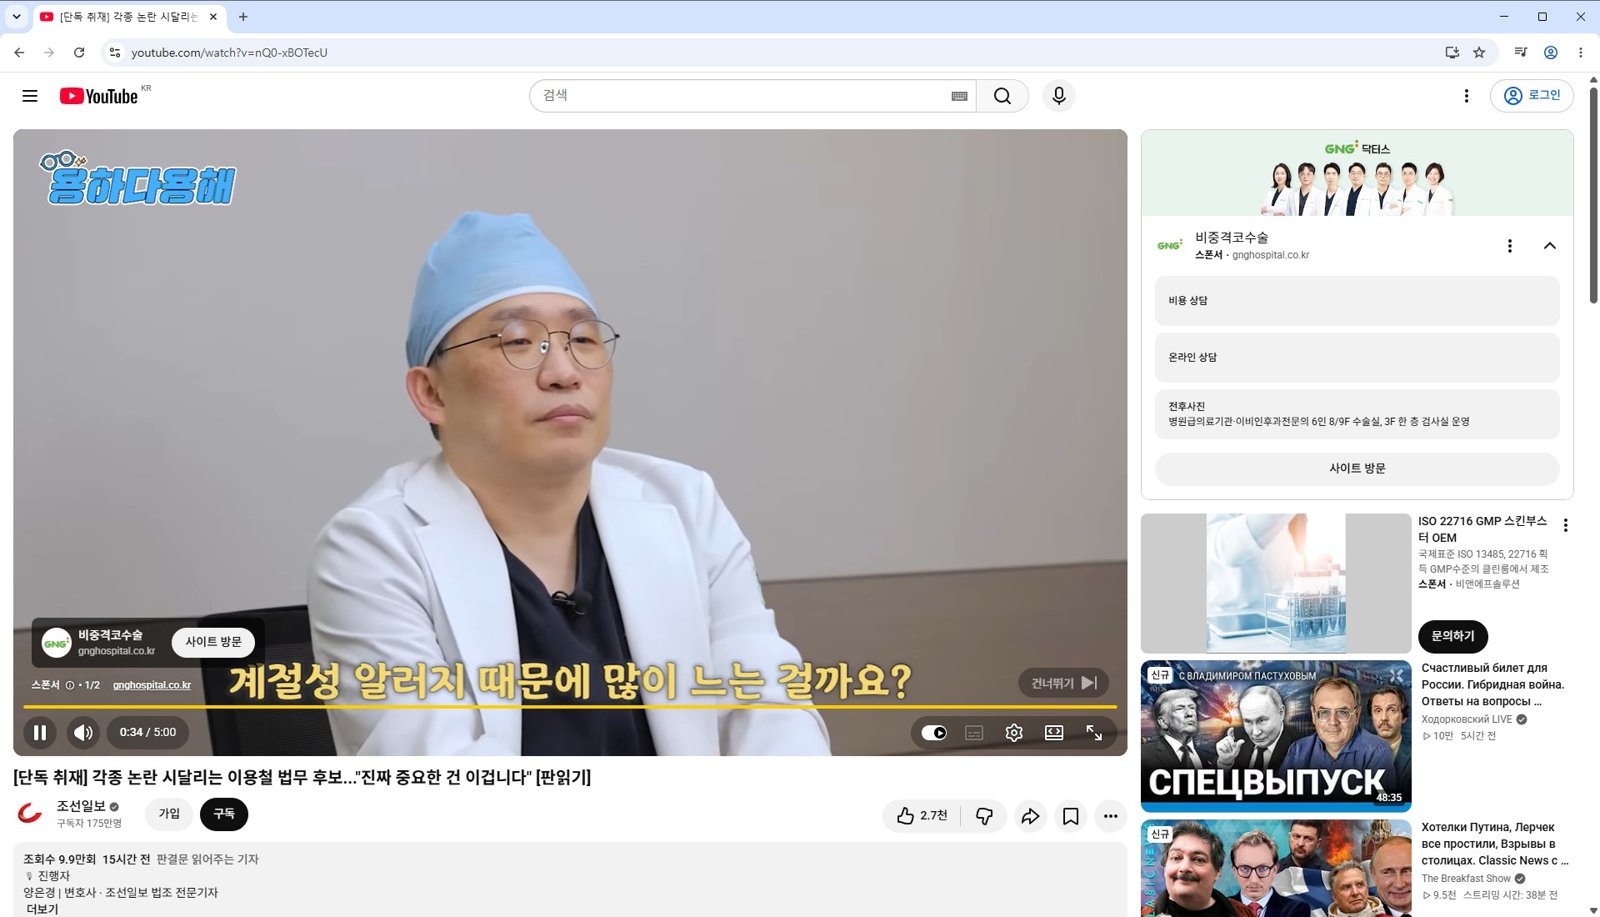 [단독 취재] 각종 논란 시달리는
youtube.com/watch?v=nQ0-xBOTecU
YouTube KR
검색
로그인
용하다용해
GNG 비중격코수술
gnghospital.co.kr
사이트 방문
스폰서 · 1/2 gnghospital.co.kr
계절성 알러지 때문에 많이 느는 걸까요?
건너뛰기
0:34 / 5:00
[단독 취재] 각종 논란 시달리는 이용철 법무 후보..."진짜 중요한 건 이겁니다" [판읽기]
조선일보
구독자 175만명
가입
구독
2.7천
조회수 9.9만회 15시간 전 판결문 읽어주는 기자
🎙 진행자
양은경 | 변호사 · 조선일보 법조 전문기자
더보기
GNG 닥터스
GNG 비중격코수술
스폰서 · gnghospital.co.kr
비용 상담
온라인 상담
전후사진
병원급의료기관·이비인후과전문의 6인 8/9F 수술실, 3F 한 층 검사실 운영
사이트 방문
ISO 22716 GMP 스킨부스
터 OEM
국제표준 ISO 13485, 22716 획
득 GMP수준의 클린룸에서 제조
스폰서 · 비앤에프솔루션
문의하기
신규 С ВЛАДИМИРОМ ПАСТУХОВЫМ
СПЕЦВЫПУСК
48:35
Счастливый билет для
России. Гибридная война.
Ответы на вопросы ...
Ходорковский LIVE
10만 5시간 전
신규
Хотелки Путина, Лерчек
все простили, Взрывы в
столицах. Classic News с ...
The Breakfast Show
9.5천 스트리밍 시간: 38분 전